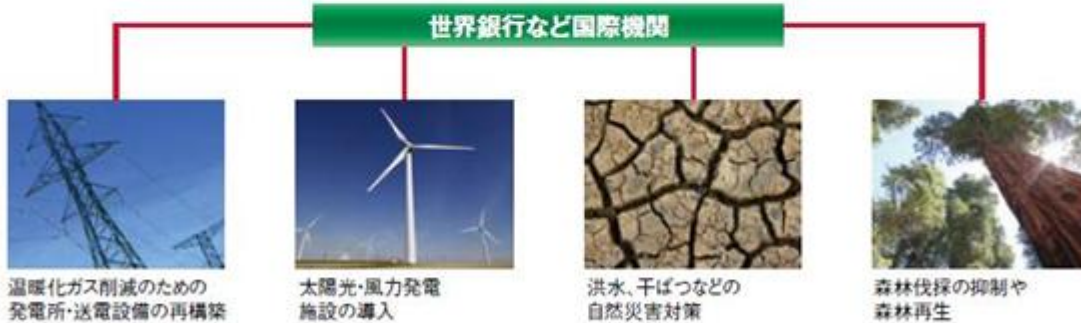 世界銀行など国際機関
温暖化ガス削減のための
発電所・送電設備の再構築
太陽光・風力発電
施設の導入
洪水、干ばつなどの
自然災害対策
森林伐採の抑制や
森林再生